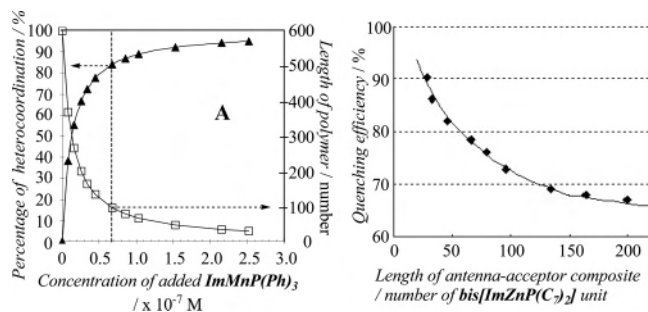 Percentage of heterocoordination / %
100
90
80
70
60
50
40
30
20
10
0
0.0 0.5 1.0 1.5 2.0 2.5 3.0
A
600
500
400
300
200
100
0
Length of polymer / number
Concentration of added ImMnP(Ph)3
/ x 10-7 M
Quenching efficiency / %
100
90
80
70
60
0 50 100 150 200
Length of antenna-acceptor composite
/ number of bis[ImZnP(C7)2] unit